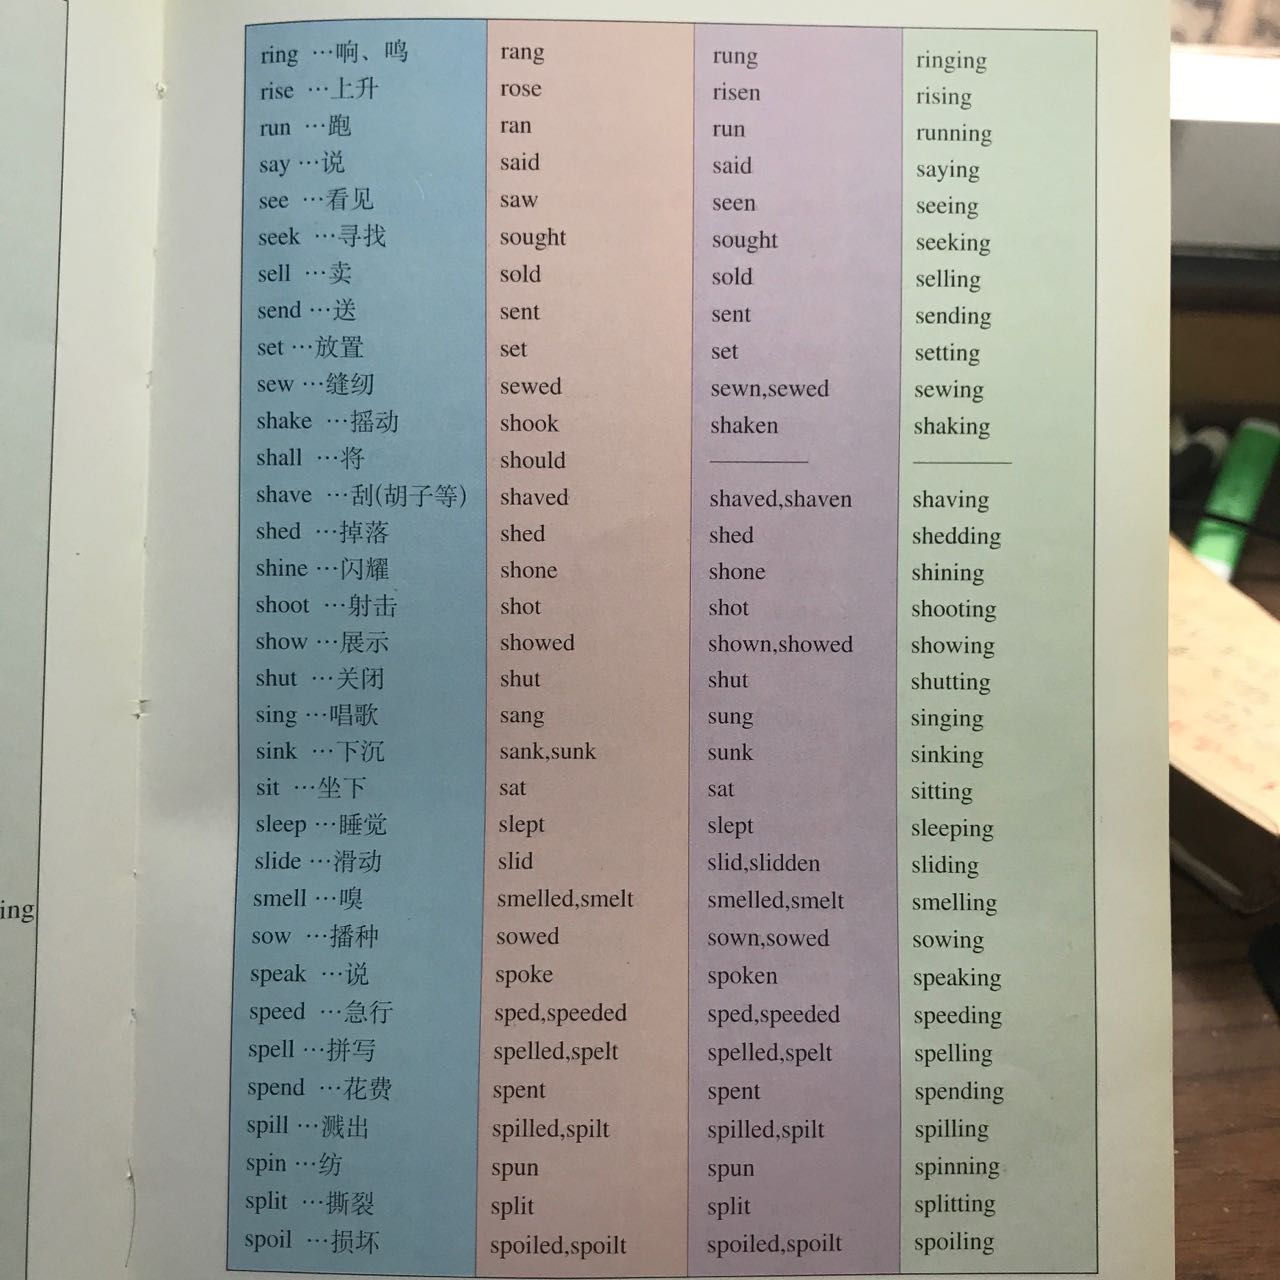 ring …响、鸣 rang rung ringing
rise …上升 rose risen rising
run …跑 ran run running
say …说 said said saying
see …看见 saw seen seeing
seek …寻找 sought sought seeking
sell …卖 sold sold selling
send …送 sent sent sending
set …放置 set set setting
sew …缝纫 sewed sewn,sewed sewing
shake …摇动 shook shaken shaking
shall …将 should ——— ———
shave …刮(胡子等) shaved shaved,shaven shaving
shed …掉落 shed shed shedding
shine …闪耀 shone shone shining
shoot …射击 shot shot shooting
show …展示 showed shown,showed showing
shut …关闭 shut shut shutting
sing …唱歌 sang sung singing
sink …下沉 sank,sunk sunk sinking
sit …坐下 sat sat sitting
sleep …睡觉 slept slept sleeping
slide …滑动 slid slid,slidden sliding
smell …嗅 smelled,smelt smelled,smelt smelling
ing
sow …播种 sowed sown,sowed sowing
speak …说 spoke spoken speaking
speed …急行 sped,speeded sped,speeded speeding
spell …拼写 spelled,spelt spelled,spelt spelling
spend …花费 spent spent spending
spill …溅出 spilled,spilt spilled,spilt spilling
spin …纺 spun spun spinning
split …撕裂 split split splitting
spoil …损坏 spoiled,spoilt spoiled,spoilt spoiling